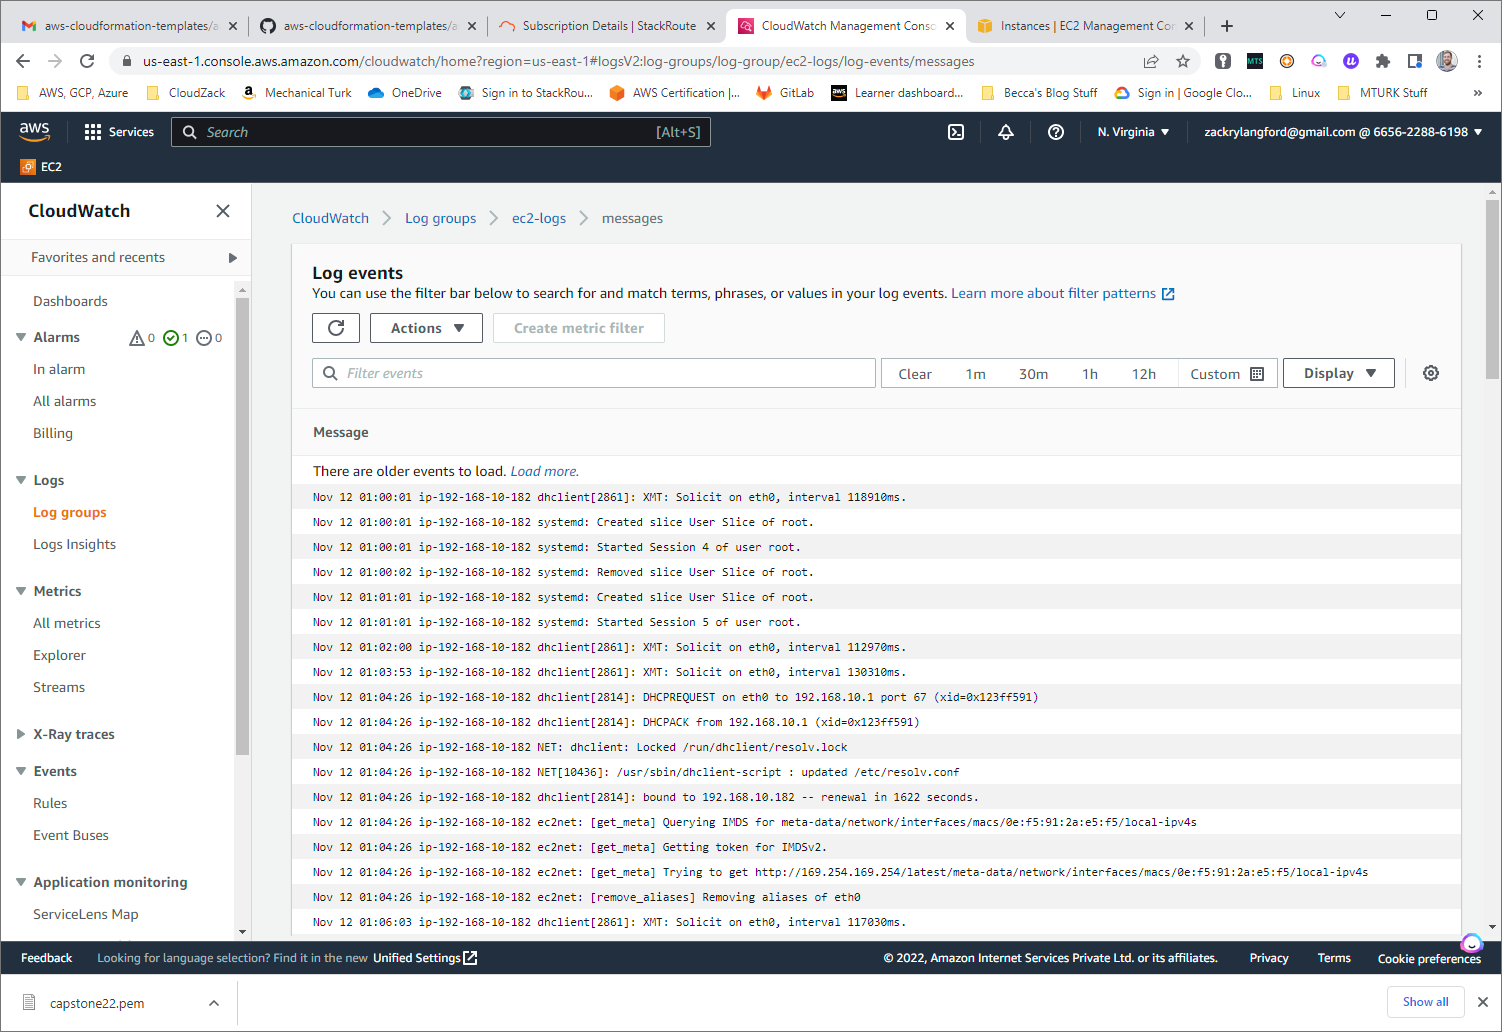 aws-cloudformation-templates/a
aws-cloudformation-templates/a
Subscription Details | StackRoute
CloudWatch Management Conso
Instances | EC2 Management Con
us-east-1.console.aws.amazon.com/cloudwatch/home?region=us-east-1#logsV2:log-groups/log-group/ec2-logs/log-events/messages
MTS
AWS, GCP, Azure
CloudZack
Mechanical Turk
OneDrive
Sign in to StackRou...
AWS Certification |...
GitLab
aws
Learner dashboard...
Becca's Blog Stuff
Sign in | Google Clo...
Linux
MTURK Stuff
»
aws
Services
Search
[Alt+S]
N. Virginia
zackrylangford@gmail.com @ 6656-2288-6198
EC2
CloudWatch
Favorites and recents
Dashboards
Alarms
0
1
0
In alarm
All alarms
Billing
Logs
Log groups
Logs Insights
Metrics
All metrics
Explorer
Streams
X-Ray traces
Events
Rules
Event Buses
Application monitoring
ServiceLens Map
CloudWatch
Log groups
ec2-logs
messages
Log events
You can use the filter bar below to search for and match terms, phrases, or values in your log events. Learn more about filter patterns
Actions
Create metric filter
Filter events
Clear
1m
30m
1h
12h
Custom
Display
Message
There are older events to load. Load more.
Nov 12 01:00:01 ip-192-168-10-182 dhclient[2861]: XMT: Solicit on eth0, interval 118910ms.
Nov 12 01:00:01 ip-192-168-10-182 systemd: Created slice User Slice of root.
Nov 12 01:00:01 ip-192-168-10-182 systemd: Started Session 4 of user root.
Nov 12 01:00:02 ip-192-168-10-182 systemd: Removed slice User Slice of root.
Nov 12 01:01:01 ip-192-168-10-182 systemd: Created slice User Slice of root.
Nov 12 01:01:01 ip-192-168-10-182 systemd: Started Session 5 of user root.
Nov 12 01:02:00 ip-192-168-10-182 dhclient[2861]: XMT: Solicit on eth0, interval 112970ms.
Nov 12 01:03:53 ip-192-168-10-182 dhclient[2861]: XMT: Solicit on eth0, interval 130310ms.
Nov 12 01:04:26 ip-192-168-10-182 dhclient[2814]: DHCPREQUEST on eth0 to 192.168.10.1 port 67 (xid=0x123ff591)
Nov 12 01:04:26 ip-192-168-10-182 dhclient[2814]: DHCPACK from 192.168.10.1 (xid=0x123ff591)
Nov 12 01:04:26 ip-192-168-10-182 NET: dhclient: Locked /run/dhclient/resolv.lock
Nov 12 01:04:26 ip-192-168-10-182 NET[10436]: /usr/sbin/dhclient-script : updated /etc/resolv.conf
Nov 12 01:04:26 ip-192-168-10-182 dhclient[2814]: bound to 192.168.10.182 -- renewal in 1622 seconds.
Nov 12 01:04:26 ip-192-168-10-182 ec2net: [get_meta] Querying IMDS for meta-data/network/interfaces/macs/0e:f5:91:2a:e5:f5/local-ipv4s
Nov 12 01:04:26 ip-192-168-10-182 ec2net: [get_meta] Getting token for IMDSv2.
Nov 12 01:04:26 ip-192-168-10-182 ec2net: [get_meta] Trying to get http://169.254.169.254/latest/meta-data/network/interfaces/macs/0e:f5:91:2a:e5:f5/local-ipv4s
Nov 12 01:04:26 ip-192-168-10-182 ec2net: [remove_aliases] Removing aliases of eth0
Nov 12 01:06:03 ip-192-168-10-182 dhclient[2861]: XMT: Solicit on eth0, interval 117030ms.
Feedback
Looking for language selection? Find it in the new Unified Settings
© 2022, Amazon Internet Services Private Ltd. or its affiliates.
Privacy
Terms
Cookie preferences
capstone22.pem
Show all